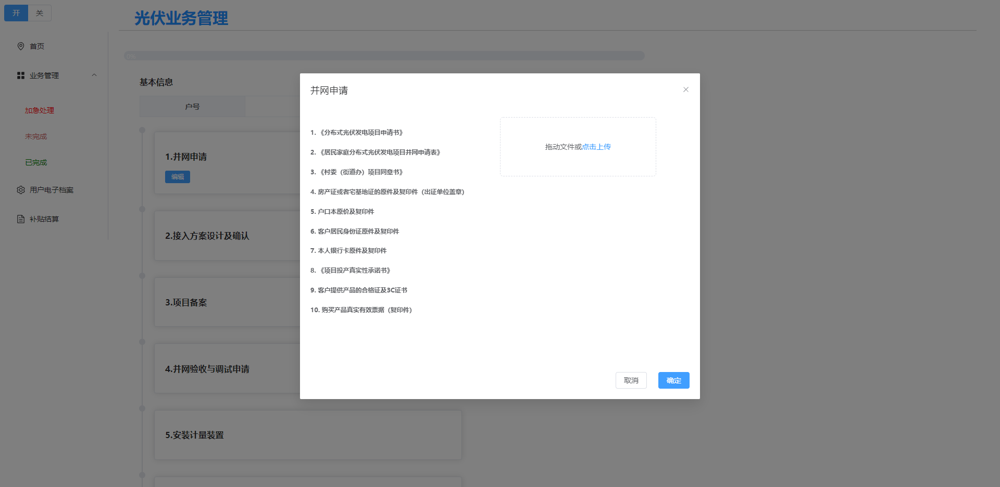 开 关
光伏业务管理
首页
业务管理
加急处理
未完成
已完成
用户电子档案
补贴结算
0%
基本信息
户号
1.并网申请
编辑
2.接入方案设计及确认
3.项目备案
4.并网验收与调试申请
5.安装计量装置
并网申请
1. 《分布式光伏发电项目申请书》
2. 《居民家庭分布式光伏发电项目并网申请表》
3. 《村委（街道办）项目同意书》
4. 房产证或者宅基地证的原件及复印件（出证单位盖章）
5. 户口本原价及复印件
6. 客户居民身份证原件及复印件
7. 本人银行卡原件及复印件
8. 《项目投产真实性承诺书》
9. 客户提供产品的合格证及3C证书
10. 购买产品真实有效票据（复印件）
拖动文件或点击上传
取消
确定